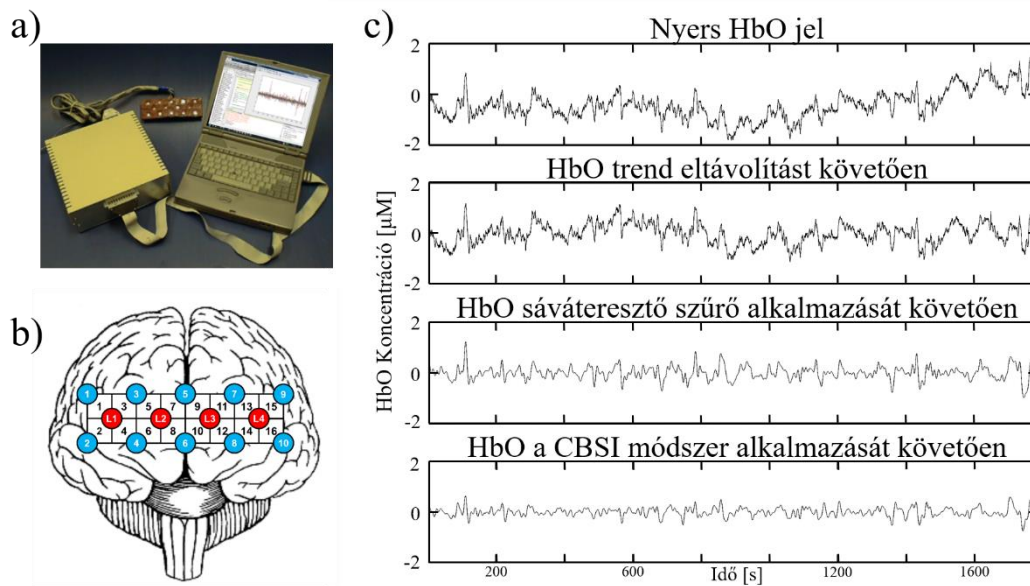 a)
b)
1 3 5 7 9
1 3 5 7 9 11 13 15
L1 L2 L3 L4
2 4 6 8 10 12 14 16
2 4 6 8 10
c)
Nyers HbO jel
2
0
-2
HbO trend eltávolítást követően
2
0
-2
HbO sáváteresztő szűrő alkalmazását követően
2
0
-2
HbO a CBSI módszer alkalmazását követően
2
0
-2
HbO Koncentráció [µM]
200 600 800 1200 1600
Idő [s]